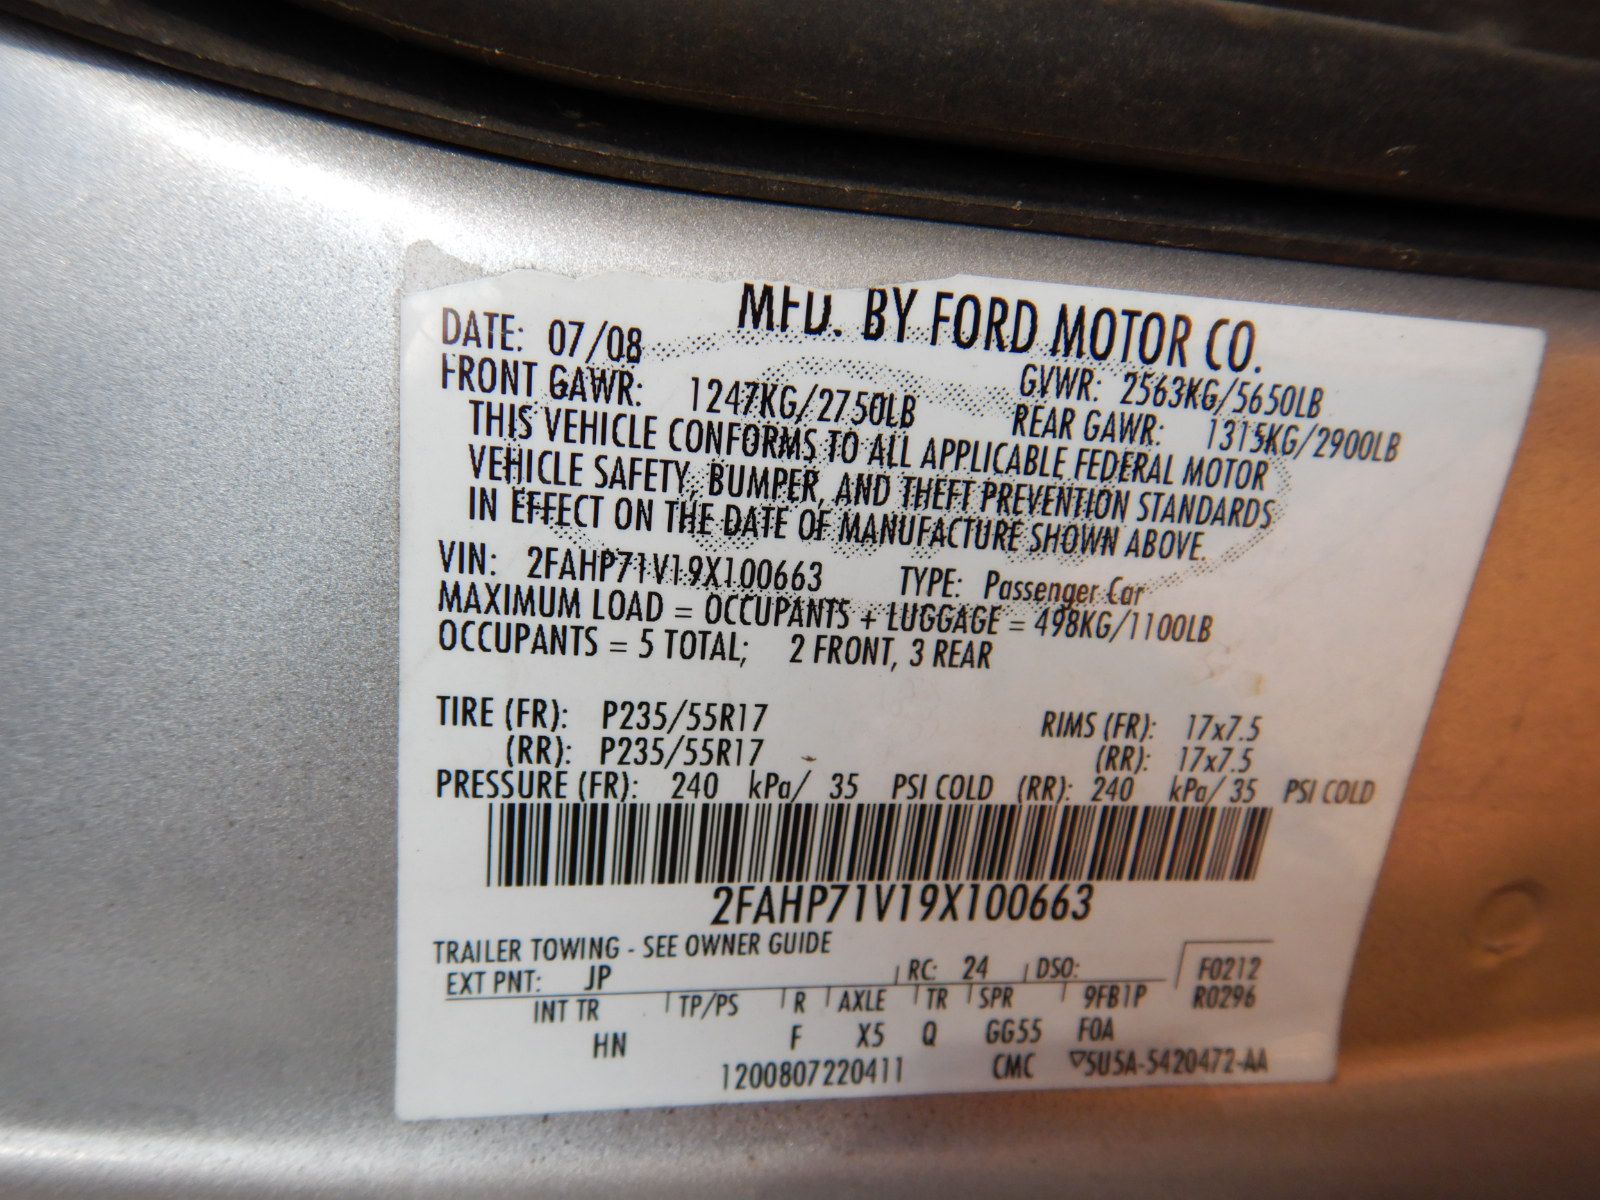 MFD. BY FORD MOTOR CO.
DATE: 07/08
GVWR: 2563KG/5650LB
FRONT GAWR: 1247KG/2750LB
REAR GAWR: 1315KG/2900LB
THIS VEHICLE CONFORMS TO ALL APPLICABLE FEDERAL MOTOR
VEHICLE SAFETY, BUMPER, AND THEFT PREVENTION STANDARDS
IN EFFECT ON THE DATE OF MANUFACTURE SHOWN ABOVE.
VIN: 2FAHP71V19X100663 TYPE: Passenger Car
MAXIMUM LOAD = OCCUPANTS + LUGGAGE = 498KG/1100LB
OCCUPANTS = 5 TOTAL; 2 FRONT, 3 REAR
TIRE (FR): P235/55R17 RIMS (FR): 17x7.5
(RR): P235/55R17 (RR): 17x7.5
PRESSURE (FR): 240 kPa/ 35 PSI COLD (RR): 240 kPa/ 35 PSI COLD
2FAHP71V19X100663
TRAILER TOWING - SEE OWNER GUIDE
EXT PNT: JP RC: 24 DSO: F0212
INT TR TP/PS R AXLE TR SPR 9FB1P R0296
HN F X5 Q GG55 F0A
1200807220411 CMC ▽5U5A-5420472-AA